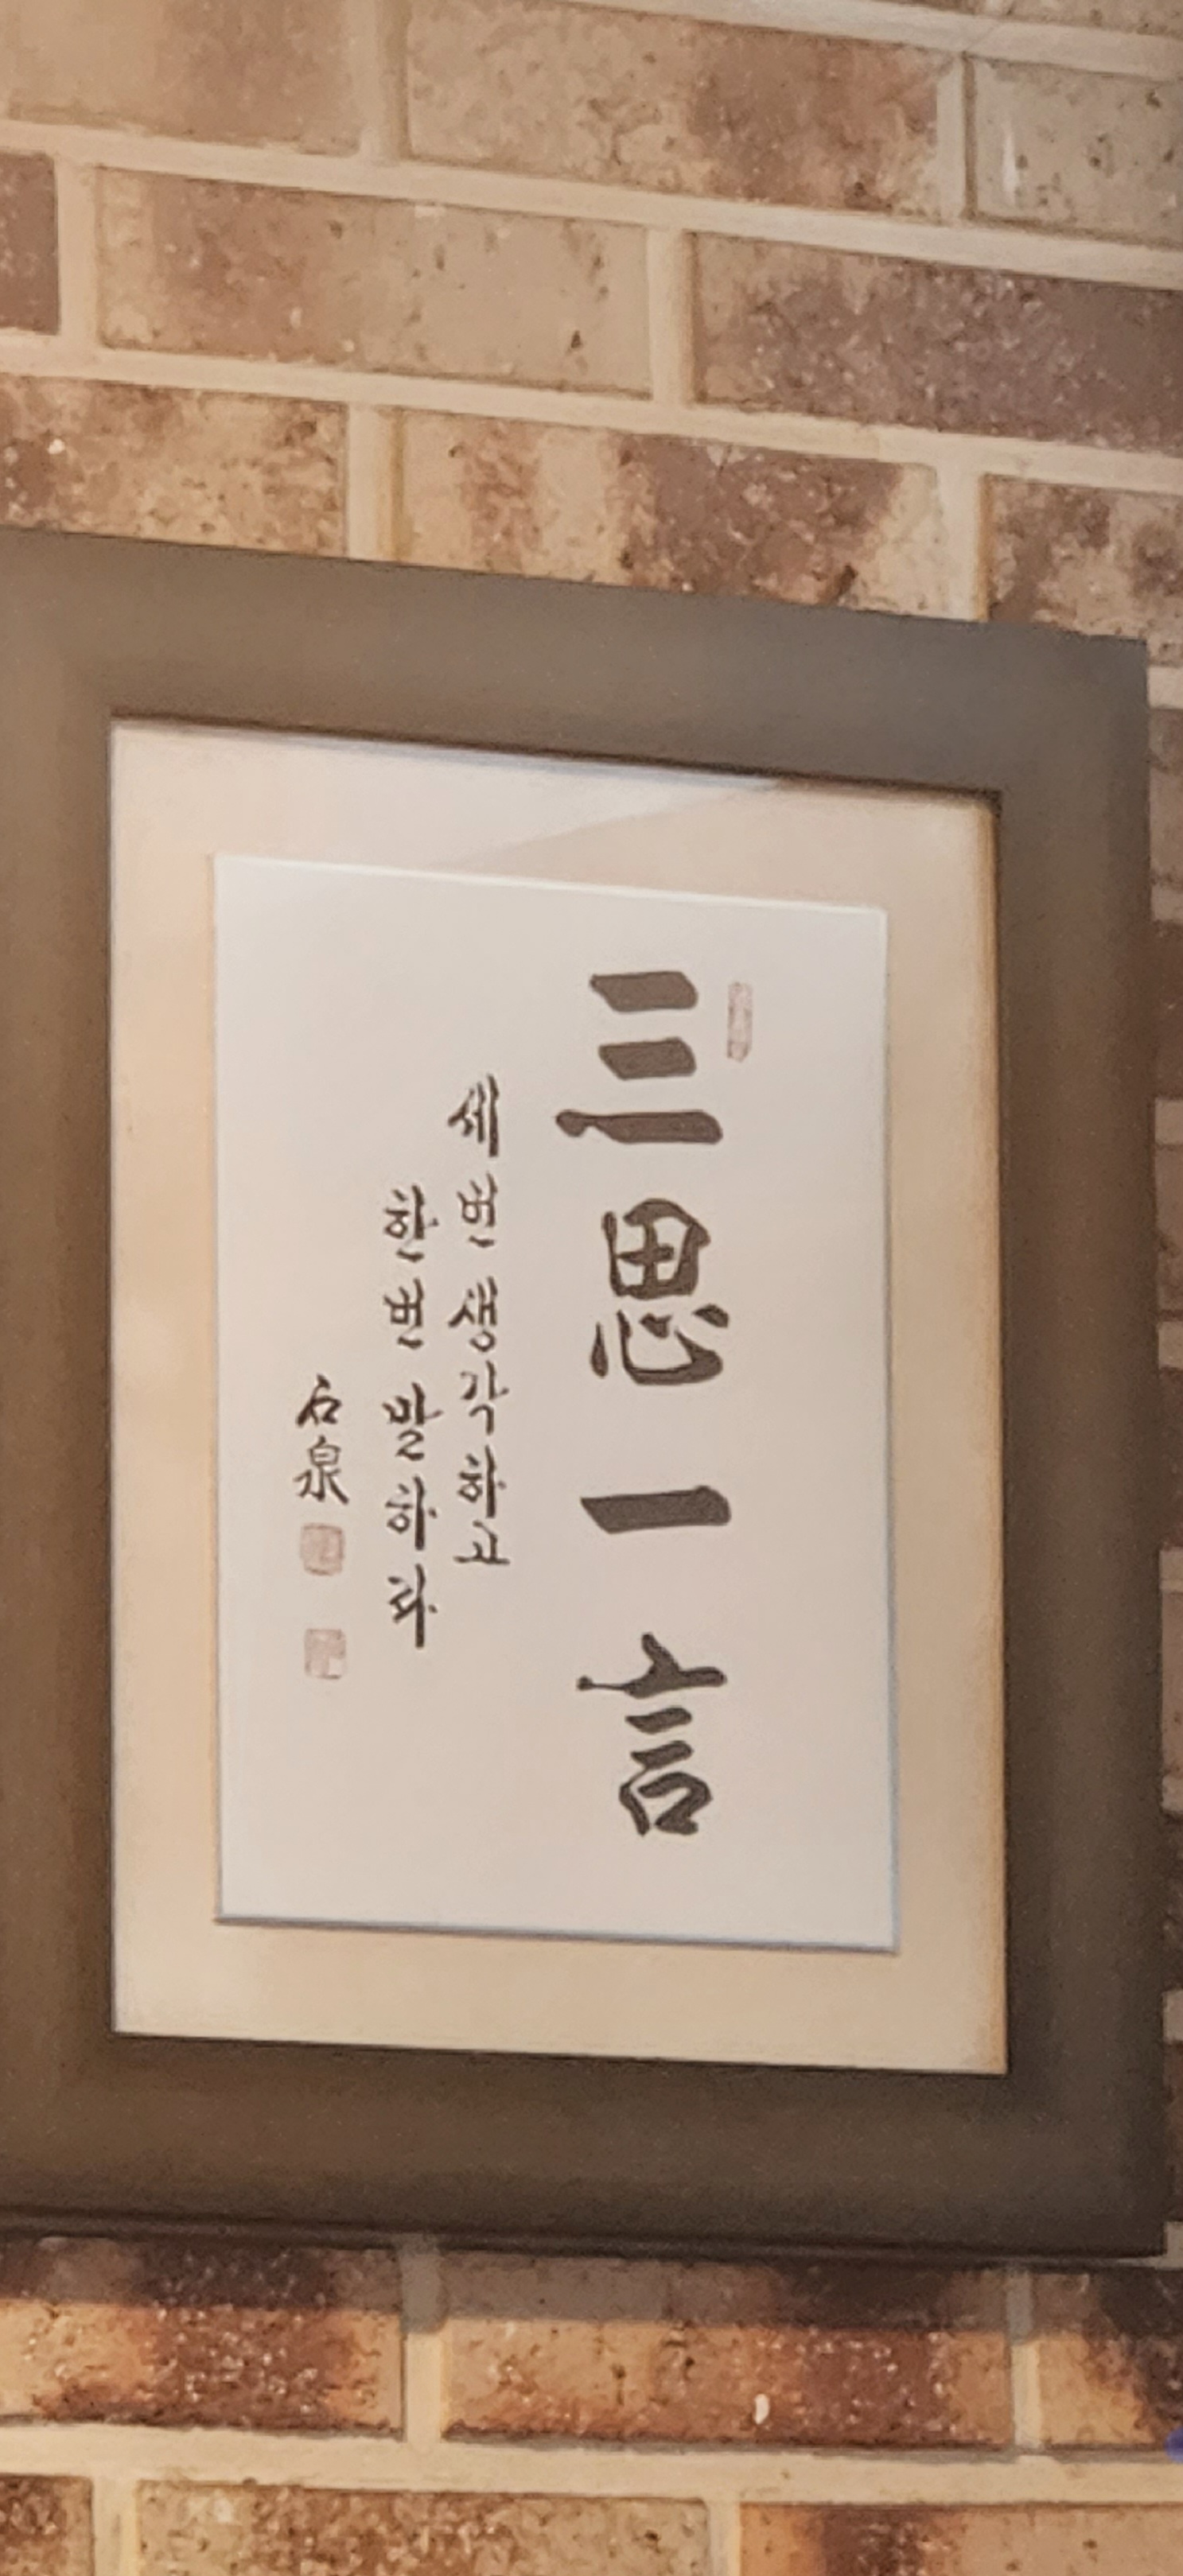 三思一言
세 번 생각하고
한 번 말하라
石泉